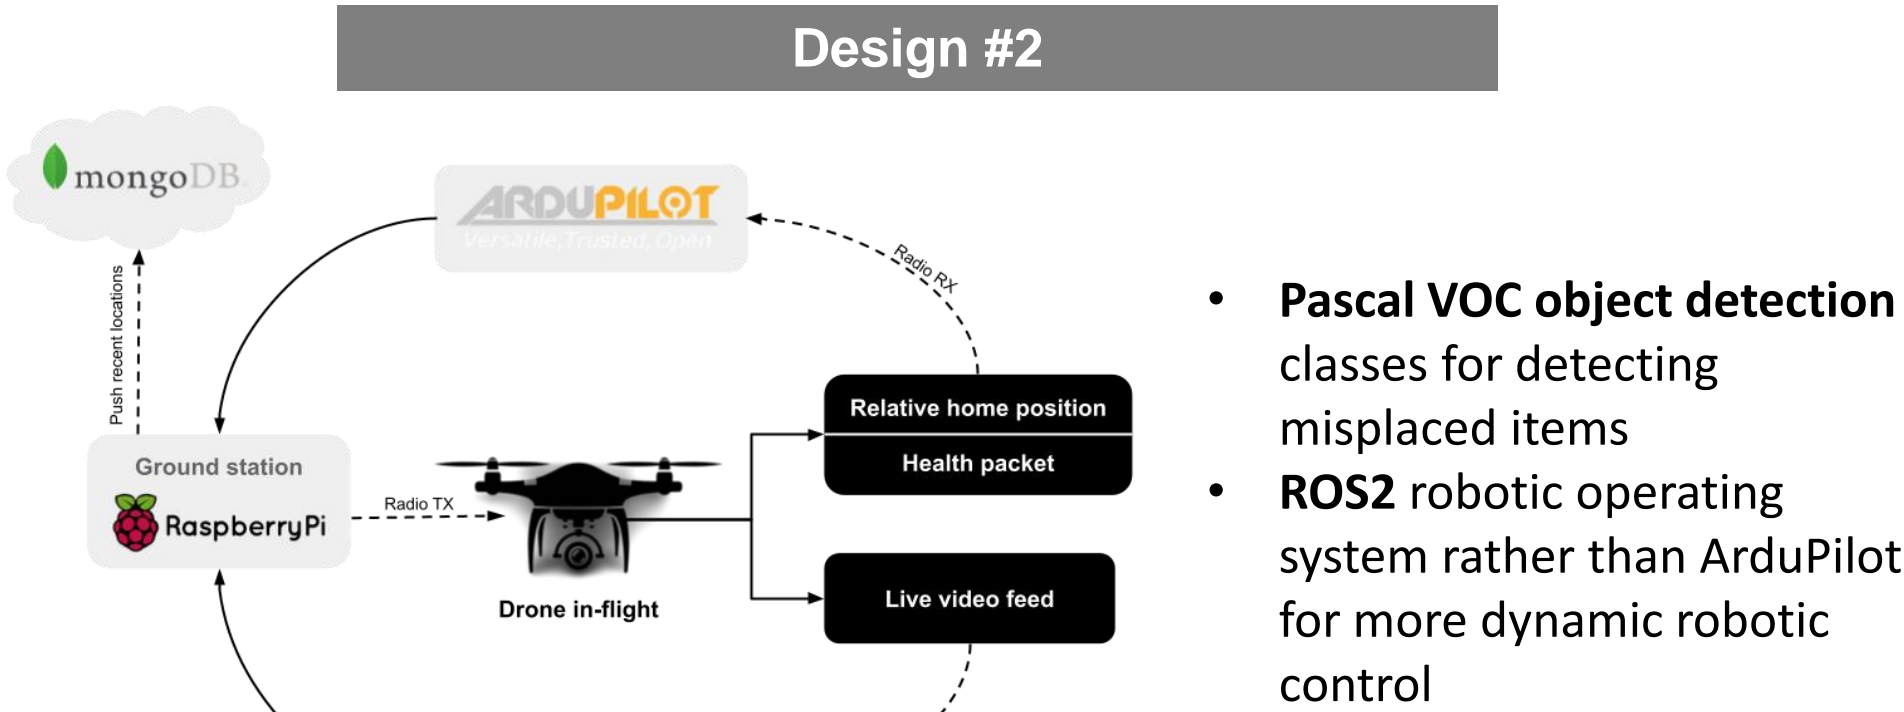 Design #2
mongoDB.
ARDUPILOT
Versatile,Trusted, Open
Radio RX
Push recent locations
Relative home position
Health packet
Ground station
RaspberryPi
Radio TX
Drone in-flight
Live video feed
• Pascal VOC object detection
classes for detecting
misplaced items
• ROS2 robotic operating
system rather than ArduPilot
for more dynamic robotic
control